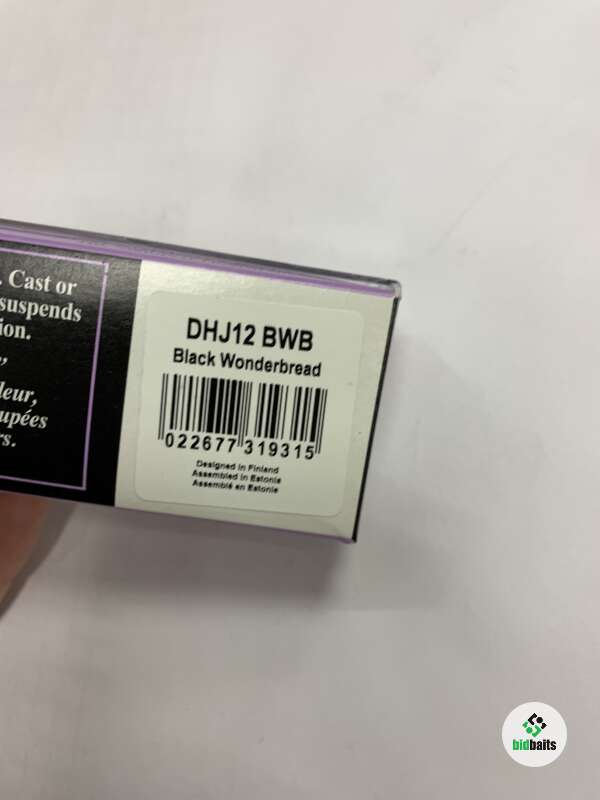 . Cast or
suspends
ion.
,,
leur,
upées
rs.
DHJ12 BWB
Black Wonderbread
022677 319315
Designed in Finland
Assembled in Estonia
Assemblé en Estonie
bidbaits